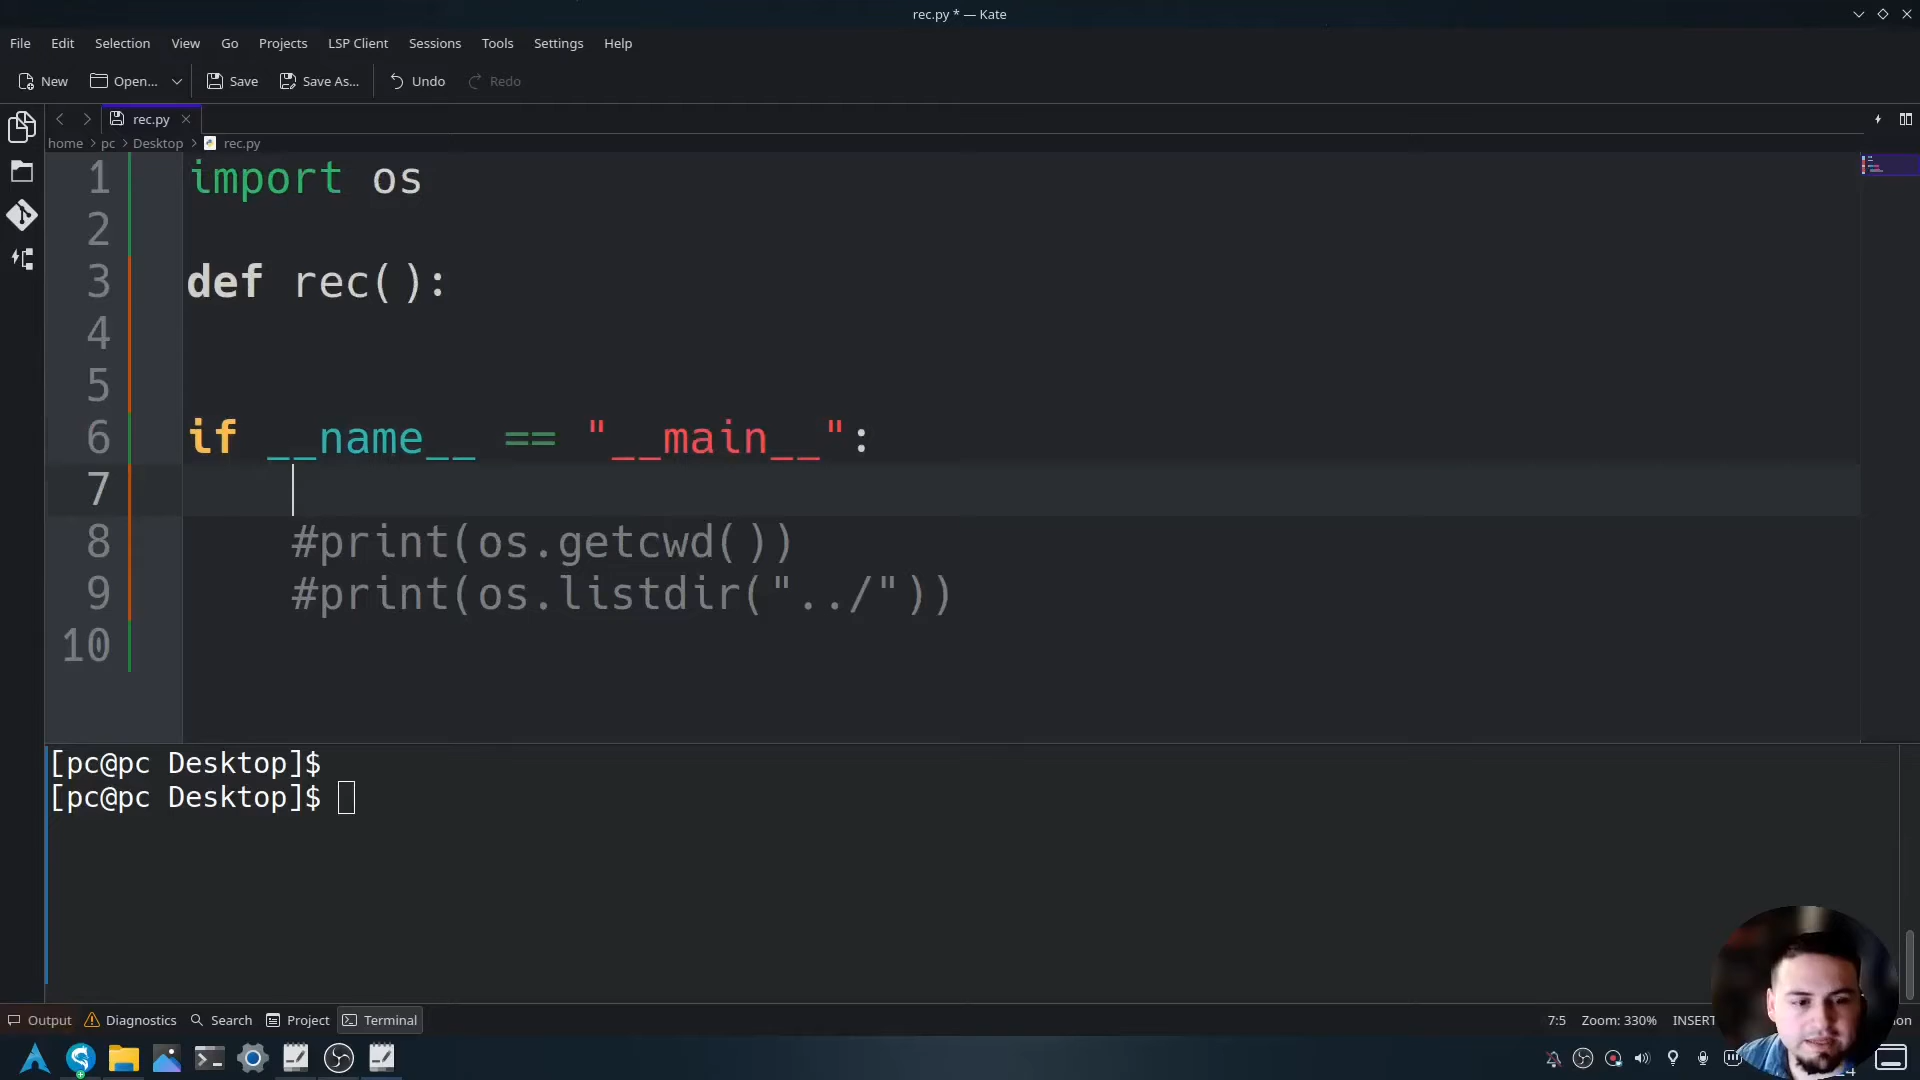 rec.py * — Kate
File Edit Selection View Go Projects LSP Client Sessions Tools Settings Help
New Open... Save Save As... Undo Redo
rec.py
home > pc > Desktop > rec.py
1 import os
2
3 def rec():
4
5
6 if __name__ == "__main__":
7
8 #print(os.getcwd())
9 #print(os.listdir("../"))
10
[pc@pc Desktop]$
[pc@pc Desktop]$
Output Diagnostics Search Project Terminal 7:5 Zoom: 330% INSERT